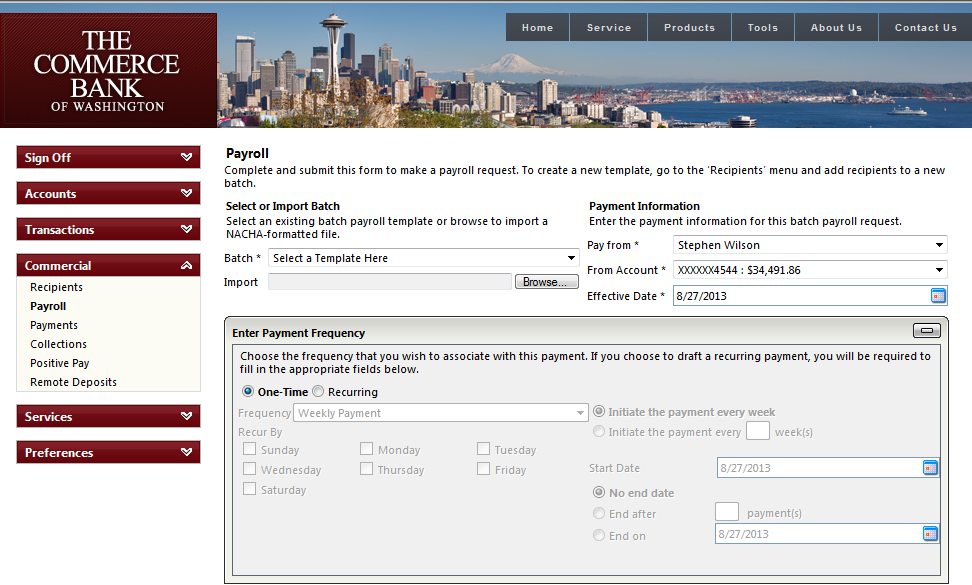 THE
COMMERCE
BANK
OF WASHINGTON
Home Service Products Tools About Us Contact Us
Sign Off
Accounts
Transactions
Commercial
Recipients
Payroll
Payments
Collections
Positive Pay
Remote Deposits
Services
Preferences
Payroll
Complete and submit this form to make a payroll request. To create a new template, go to the 'Recipients' menu and add recipients to a new
batch.
Select or Import Batch
Select an existing batch payroll template or browse to import a
NACHA-formatted file.
Batch * Select a Template Here
Import Browse...
Payment Information
Enter the payment information for this batch payroll request.
Pay from * Stephen Wilson
From Account * XXXXXX4544 : $34,491.86
Effective Date * 8/27/2013
Enter Payment Frequency
Choose the frequency that you wish to associate with this payment. If you choose to draft a recurring payment, you will be required to
fill in the appropriate fields below.
One-Time Recurring
Frequency Weekly Payment
Recur By
Sunday Monday Tuesday
Wednesday Thursday Friday
Saturday
Initiate the payment every week
Initiate the payment every week(s)
Start Date 8/27/2013
No end date
End after payment(s)
End on 8/27/2013